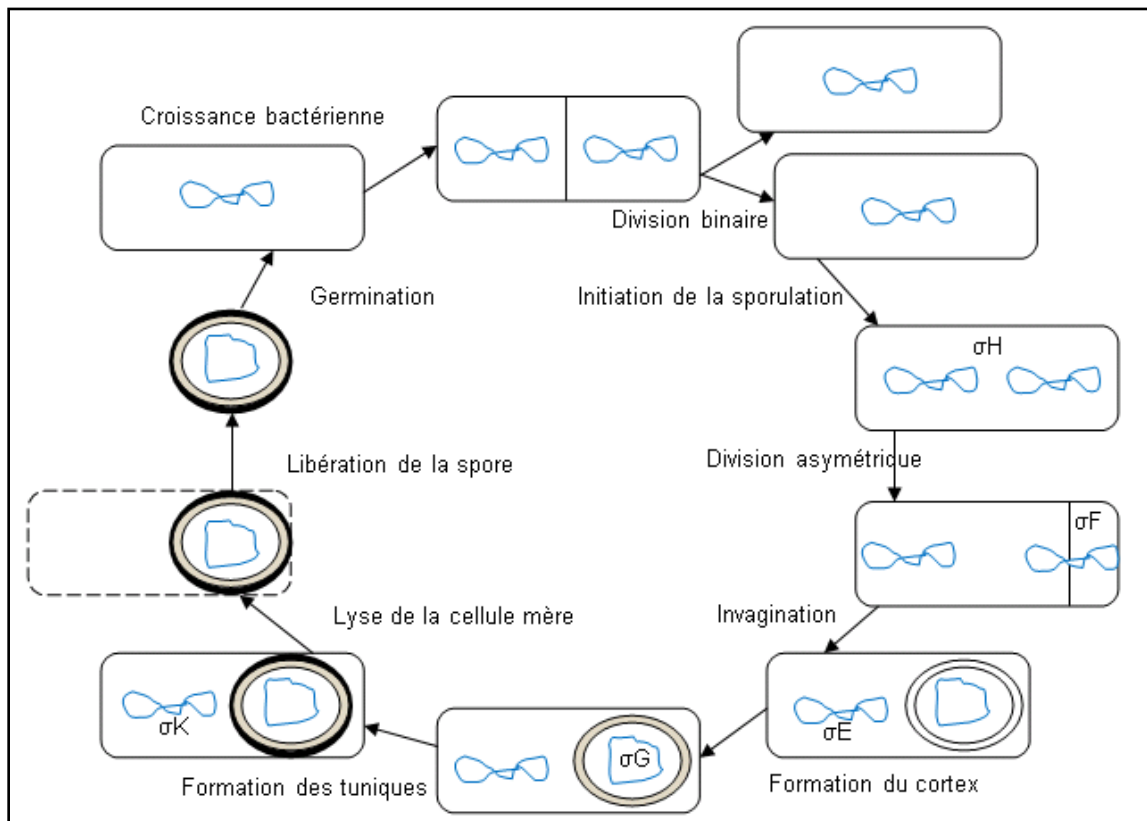 Croissance bactérienne
Division binaire
Germination
Initiation de la sporulation
σH
Libération de la spore
Division asymétrique
σF
Lyse de la cellule mère
Invagination
σK
σE
σG
Formation des tuniques
Formation du cortex